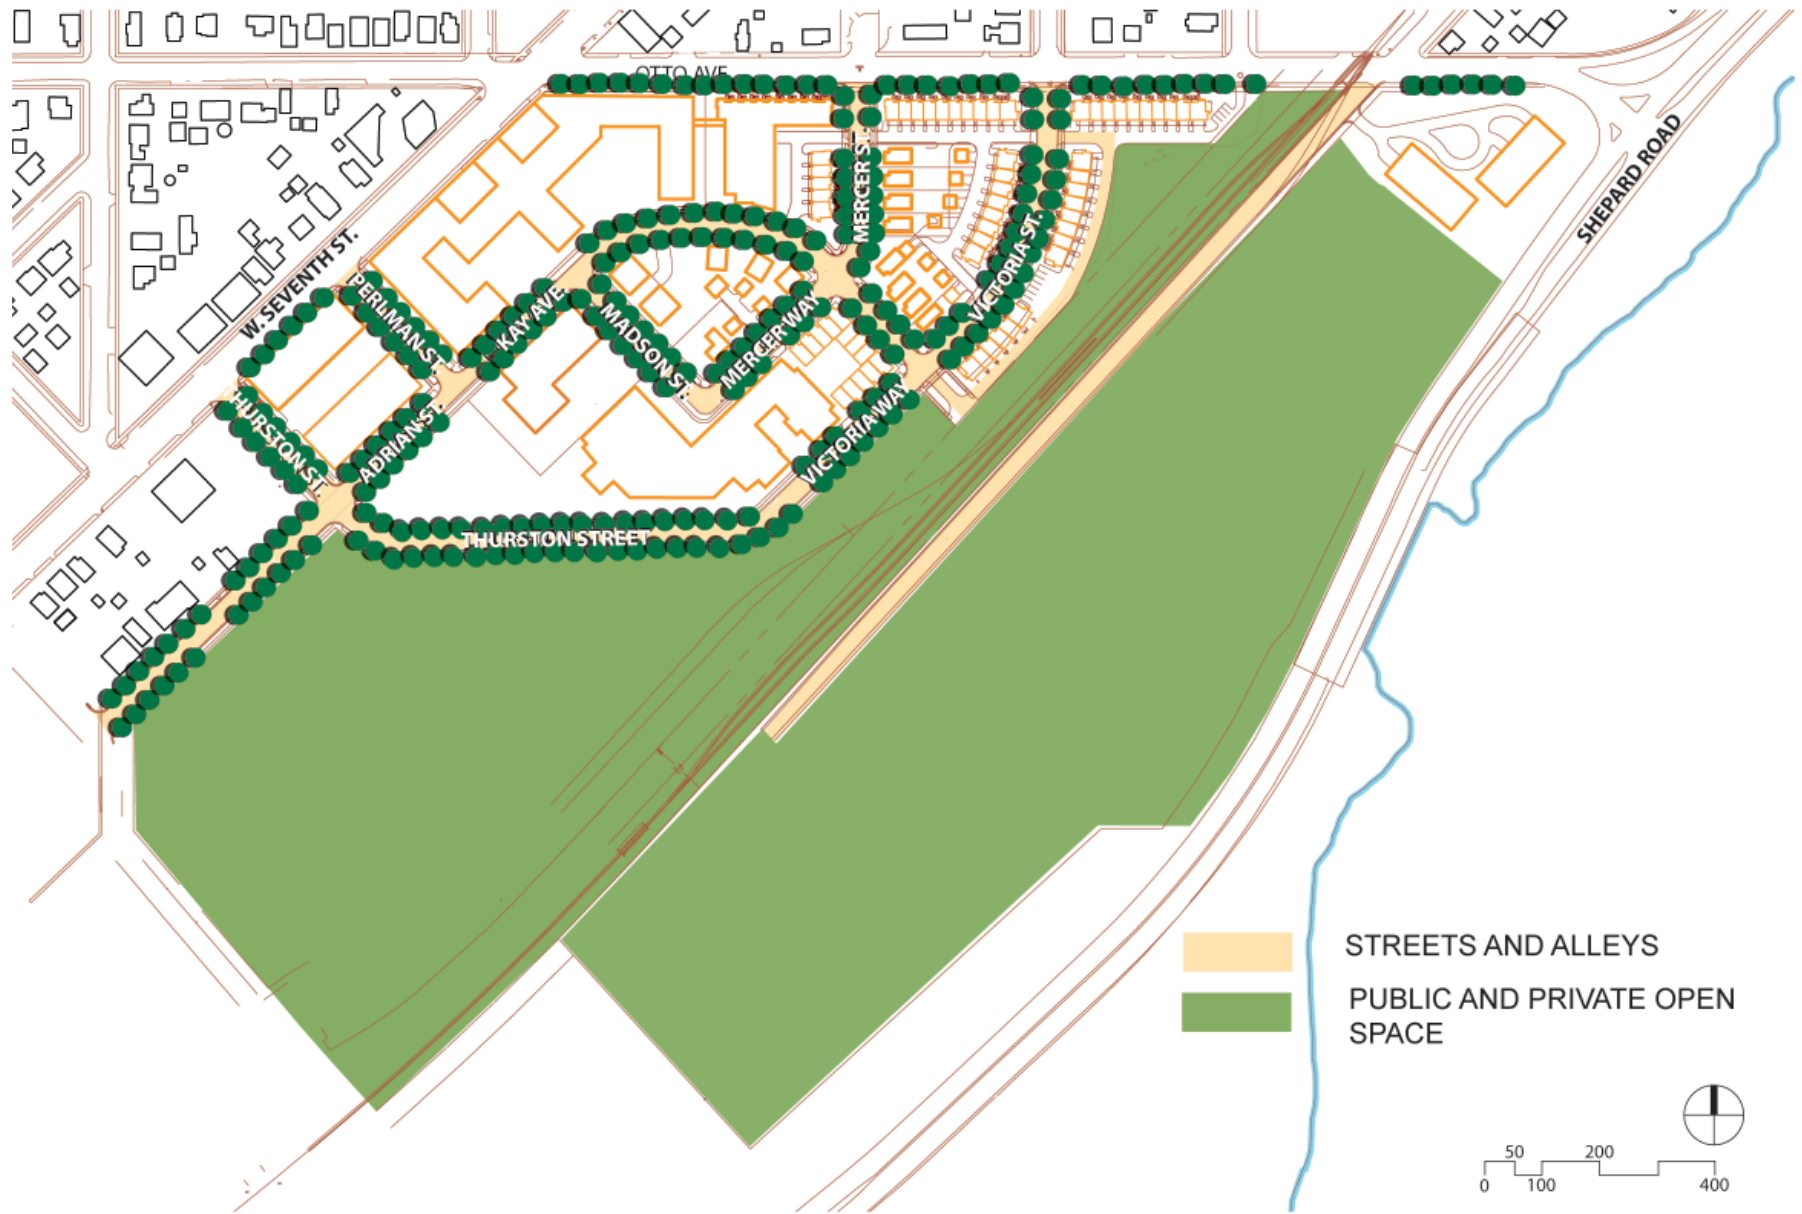 OTTO AVE
MERCER S.
SHEPARD ROAD
W. SEVENTH ST.
VICTORIA ST.
PERLMAN ST.
KAY AVE.
MADSON ST.
MERCER WAY
HURSTON ST.
ADRIAN ST.
VICTORIA WAY
THURSTON STREET
STREETS AND ALLEYS
PUBLIC AND PRIVATE OPEN
SPACE
50 200
0 100 400